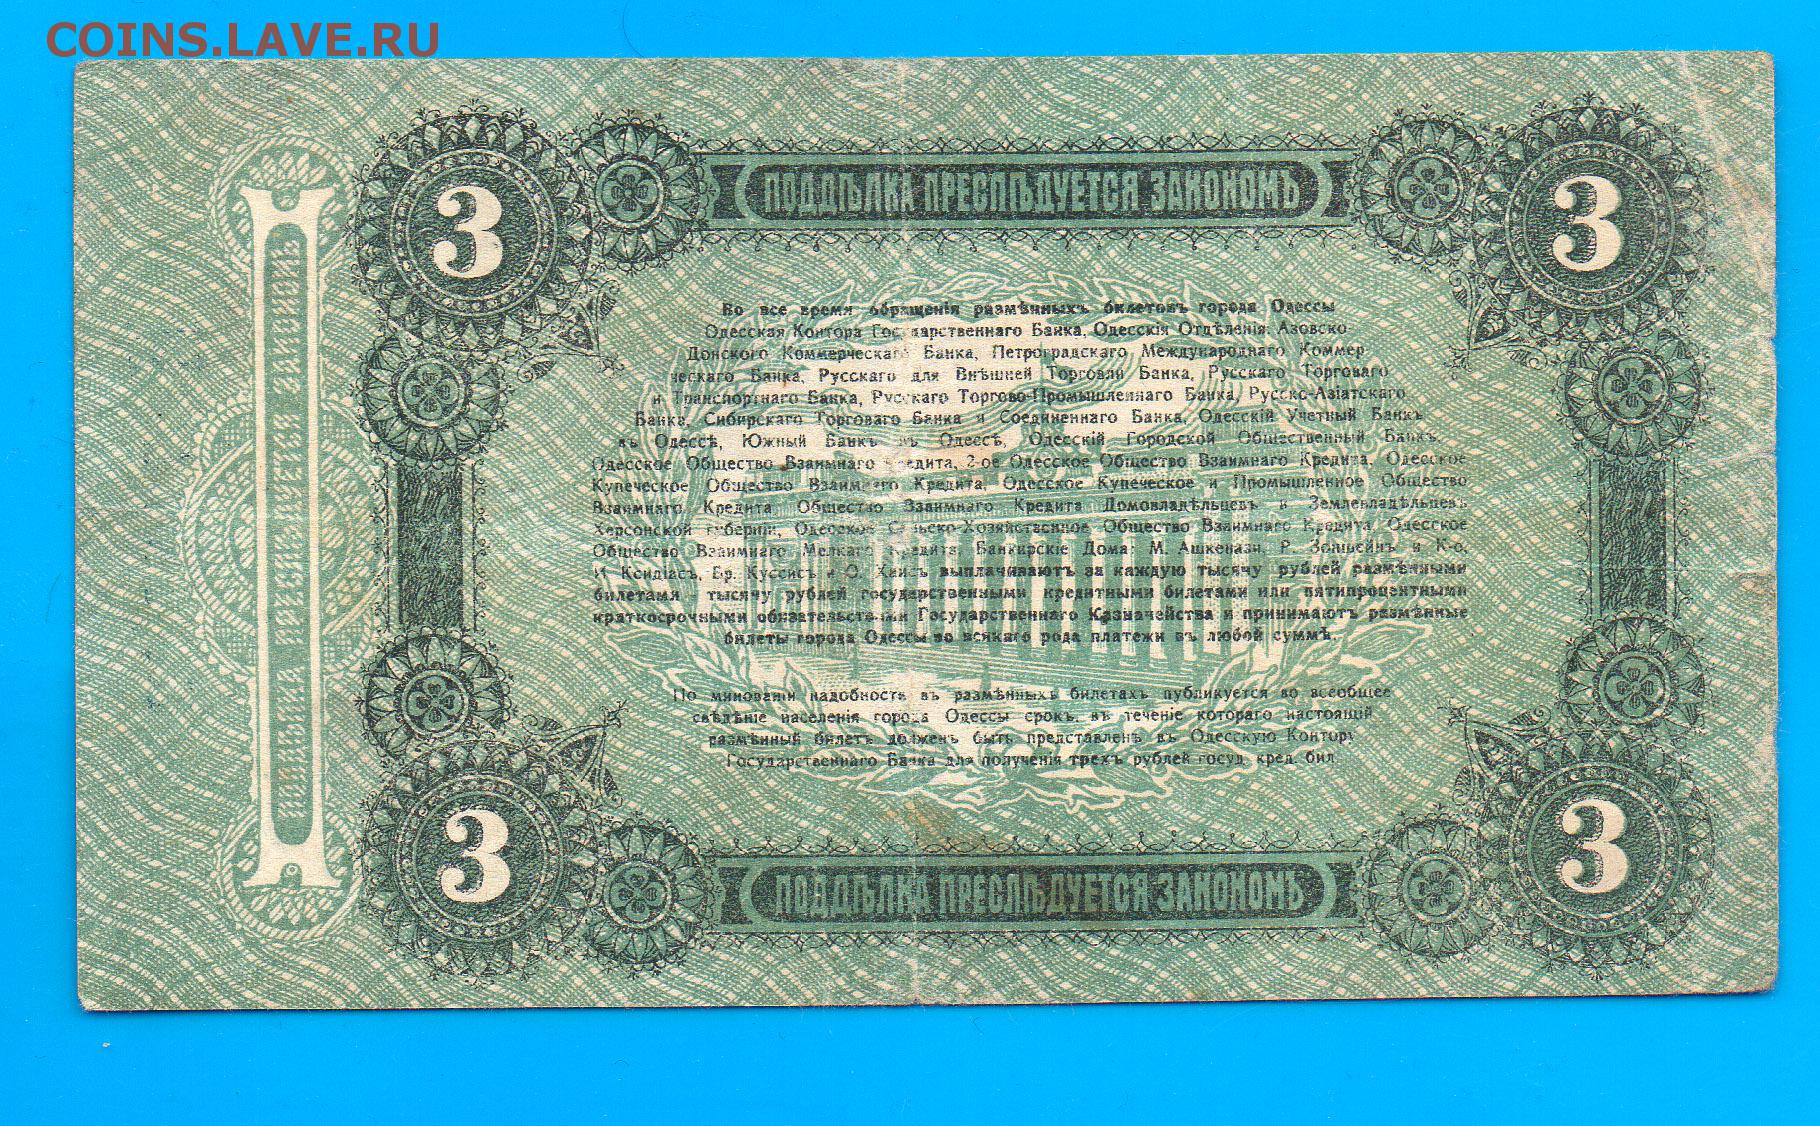 COINS.LAVE.RU
3
ПОДДѢЛКА ПРЕСЛѢДУЕТСЯ ЗАКОНОМЪ
3
Во все время обращенія размѣнныхъ билетовъ города Одессы
Одесская Контора Государственнаго Банка, Одесскія Отдѣленія: Азовско-
Донского Коммерческаго Банка, Петроградскаго Международнаго Коммер
ческаго Банка, Русскаго для Внѣшней Торговли Банка, Русскаго Торговаго
и Транспортнаго Банка, Русскаго Торгово-Промышленнаго Банка, Русско-Азіатскаго
Банка, Сибирскаго Торговаго Банка и Соединеннаго Банка, Одесскій Учетный Банкъ
въ Одессѣ, Южный Банкъ въ Одессѣ, Одесскій Городской Общественный Банкъ,
Одесское Общество Взаимнаго Кредита, 2-ое Одесское Общество Взаимнаго Кредита, Одесское
Купеческое Общество Взаимнаго Кредита, Одесское Купеческое и Промышленное Общество
Взаимнаго Кредита, Общество Взаимнаго Кредита Домовладѣльцевъ и Землевладѣльцевъ
Херсонской губерніи, Одесское Сельско-Хозяйственное Общество Взаимнаго Кредита, Одесское
Общество Взаимнаго Мелкаго Кредита, Банкирскіе Дома: М. Ашкенази, Р. и К-о,
И. Ксидіасъ, Бр. Куссисъ и О. Хаисъ выплачиваютъ за каждую тысячу рублей размѣнными
билетами - тысячу рублей государственными кредитными билетами или пятипроцентными
краткосрочными обязательствами Государственнаго Казначейства и принимаютъ размѣнные
билеты города Одессы во всякаго рода платежи въ любой суммѣ.
По минованіи надобности въ размѣнныхъ билетахъ публикуется во всеобщее
свѣдѣніе населенія города Одессы срокъ, въ теченіе котораго настоящій
размѣнный билетъ долженъ быть представленъ въ Одесскую Контору
Государственнаго Банка для полученія трехъ рублей госуд. кред. бил.
3
ПОДДѢЛКА ПРЕСЛѢДУЕТСЯ ЗАКОНОМЪ
3